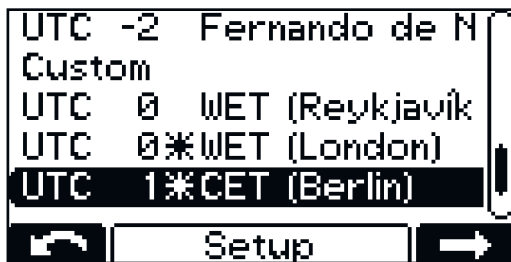 UTC -2 Fernando de N
Custom
UTC 0 WET (Reykjavík
UTC 0☀WET (London)
UTC 1☀CET (Berlin)
Setup